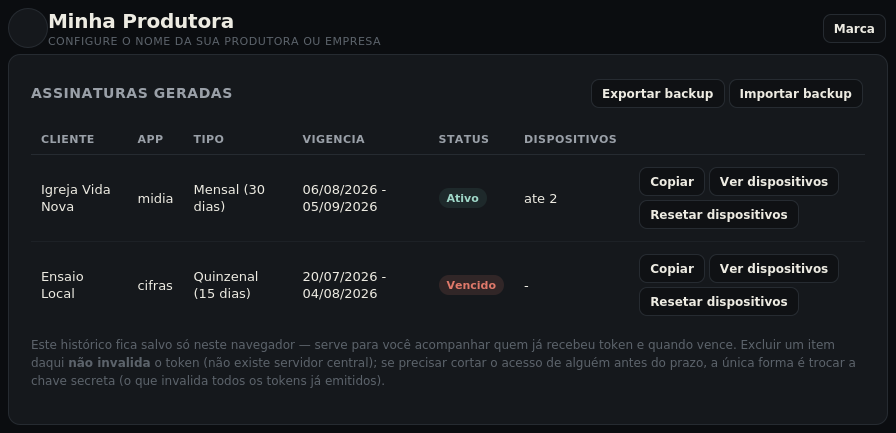 Minha Produtora
CONFIGURE O NOME DA SUA PRODUTORA OU EMPRESA
Marca
ASSINATURAS GERADAS
Exportar backup
Importar backup
CLIENTE APP TIPO VIGENCIA STATUS DISPOSITIVOS
Igreja Vida Nova midia Mensal (30 dias) 06/08/2026 - 05/09/2026 Ativo ate 2 Copiar Ver dispositivos Resetar dispositivos
Ensaio Local cifras Quinzenal (15 dias) 20/07/2026 - 04/08/2026 Vencido - Copiar Ver dispositivos Resetar dispositivos
Este histórico fica salvo só neste navegador — serve para você acompanhar quem já recebeu token e quando vence. Excluir um item
daqui não invalida o token (não existe servidor central); se precisar cortar o acesso de alguém antes do prazo, a única forma é trocar a
chave secreta (o que invalida todos os tokens já emitidos).